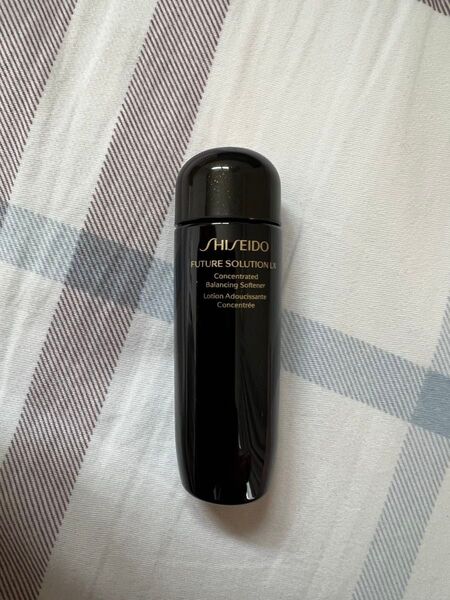 SHISEIDO
FUTURE SOLUTION LX
Concentrated
Balancing Softener
Lotion Adoucissante
Concentrée